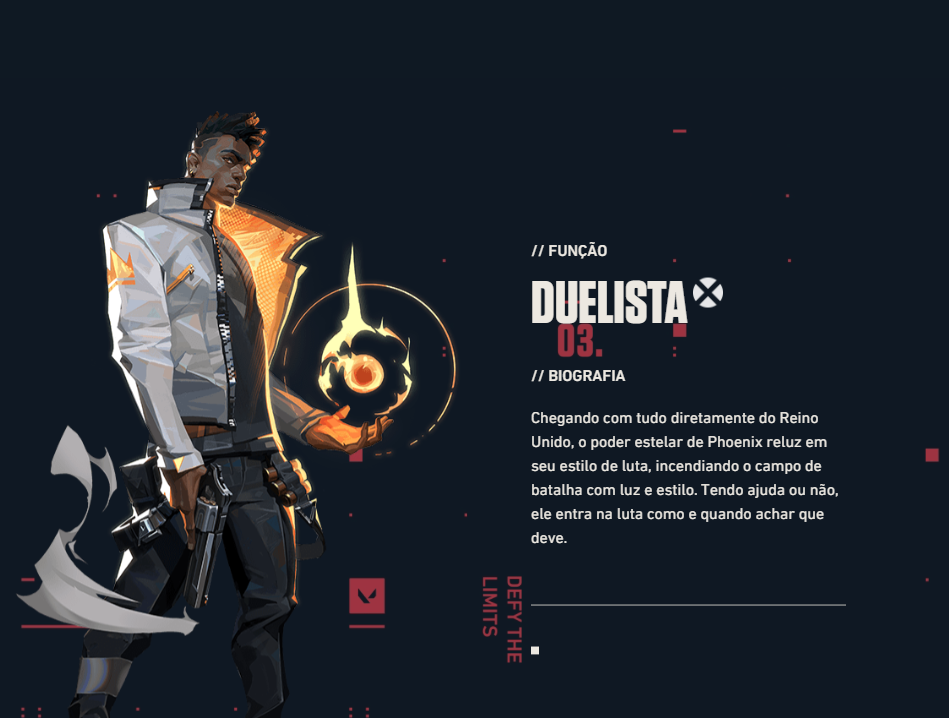 // FUNÇÃO
DUELISTA
03.
// BIOGRAFIA
Chegando com tudo diretamente do Reino
Unido, o poder estelar de Phoenix reluz em
seu estilo de luta, incendiando o campo de
batalha com luz e estilo. Tendo ajuda ou não,
ele entra na luta como e quando achar que
deve.
DEFY THE
LIMITS